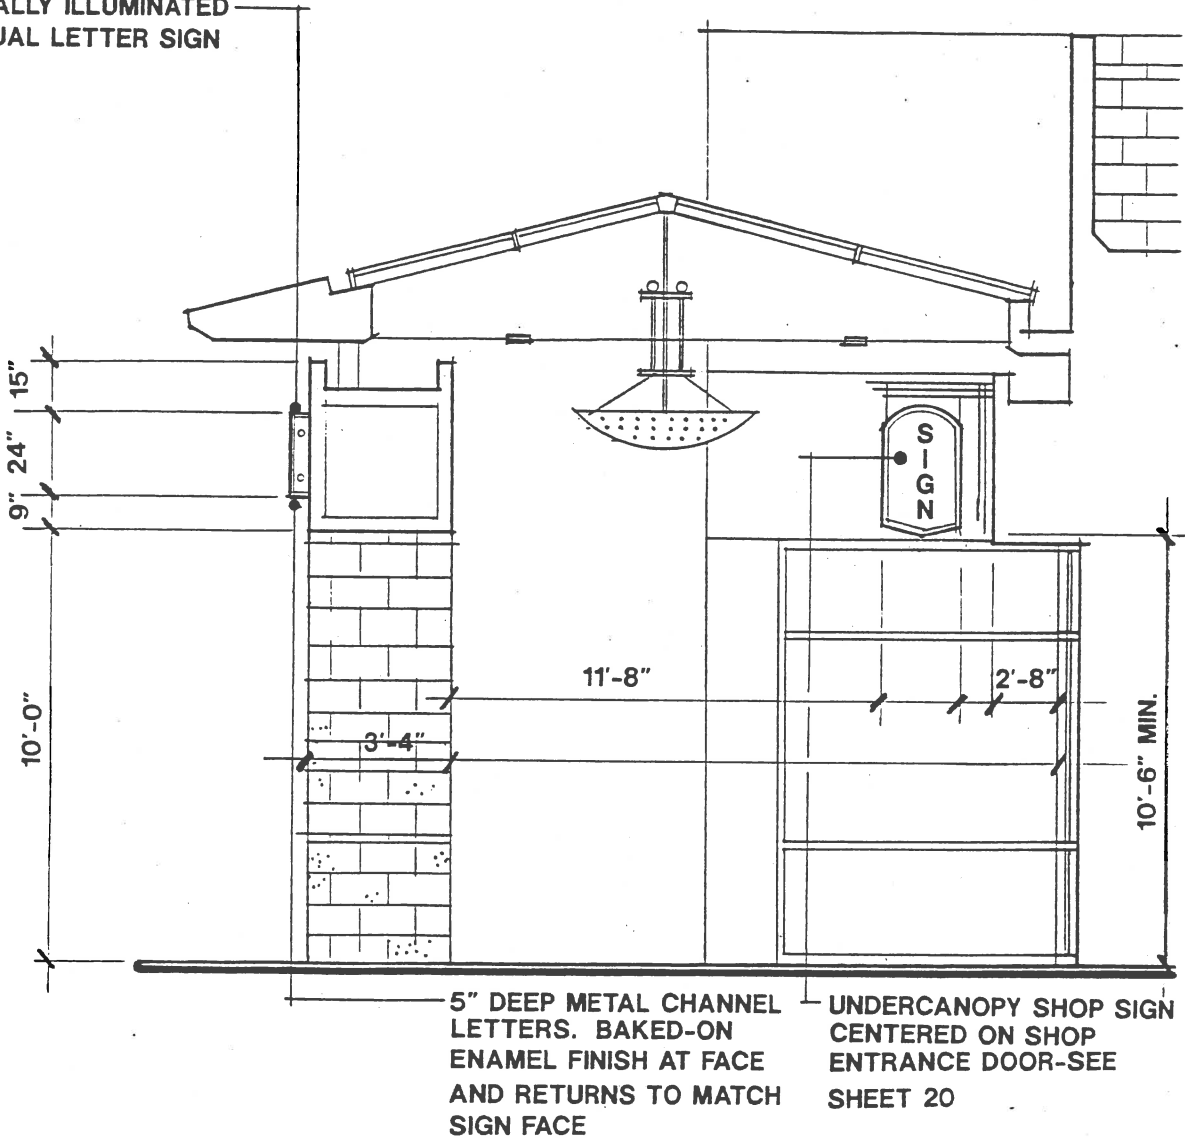 ALLY ILLUMINATED
UAL LETTER SIGN
15"
24"
9"
10'-0"
S
I
G
N
11'-8"
2'-8"
3'-4"
10'-6" MIN.
5" DEEP METAL CHANNEL
LETTERS. BAKED-ON
ENAMEL FINISH AT FACE
AND RETURNS TO MATCH
SIGN FACE
UNDERCANOPY SHOP SIGN
CENTERED ON SHOP
ENTRANCE DOOR-SEE
SHEET 20